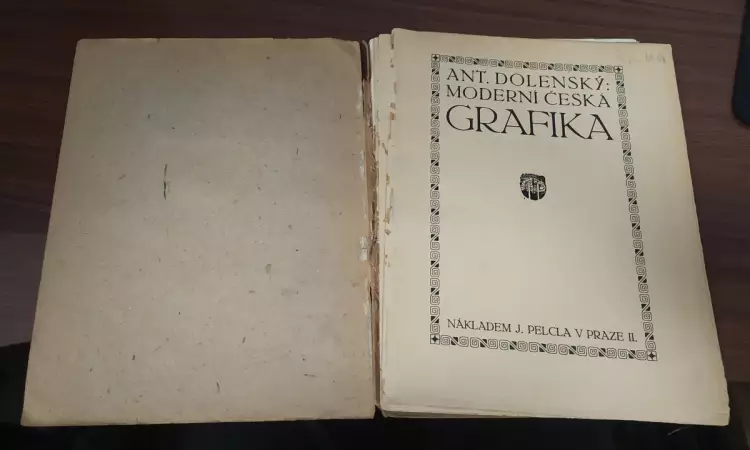 ANT. DOLENSKÝ:
MODERNÍ ČESKÁ
GRAFIKA
NÁKLADEM J. PELCLA V PRAZE II.